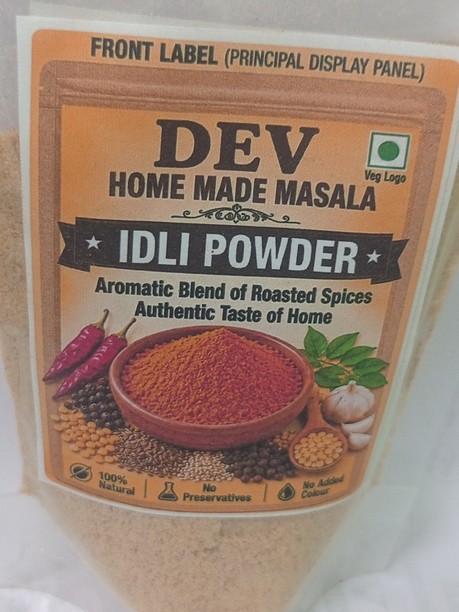 FRONT LABEL (PRINCIPAL DISPLAY PANEL)
DEV
Veg Logo
HOME MADE MASALA
IDLI POWDER
Aromatic Blend of Roasted Spices
Authentic Taste of Home
100%
Natural
No
Preservatives
No Added
Colour